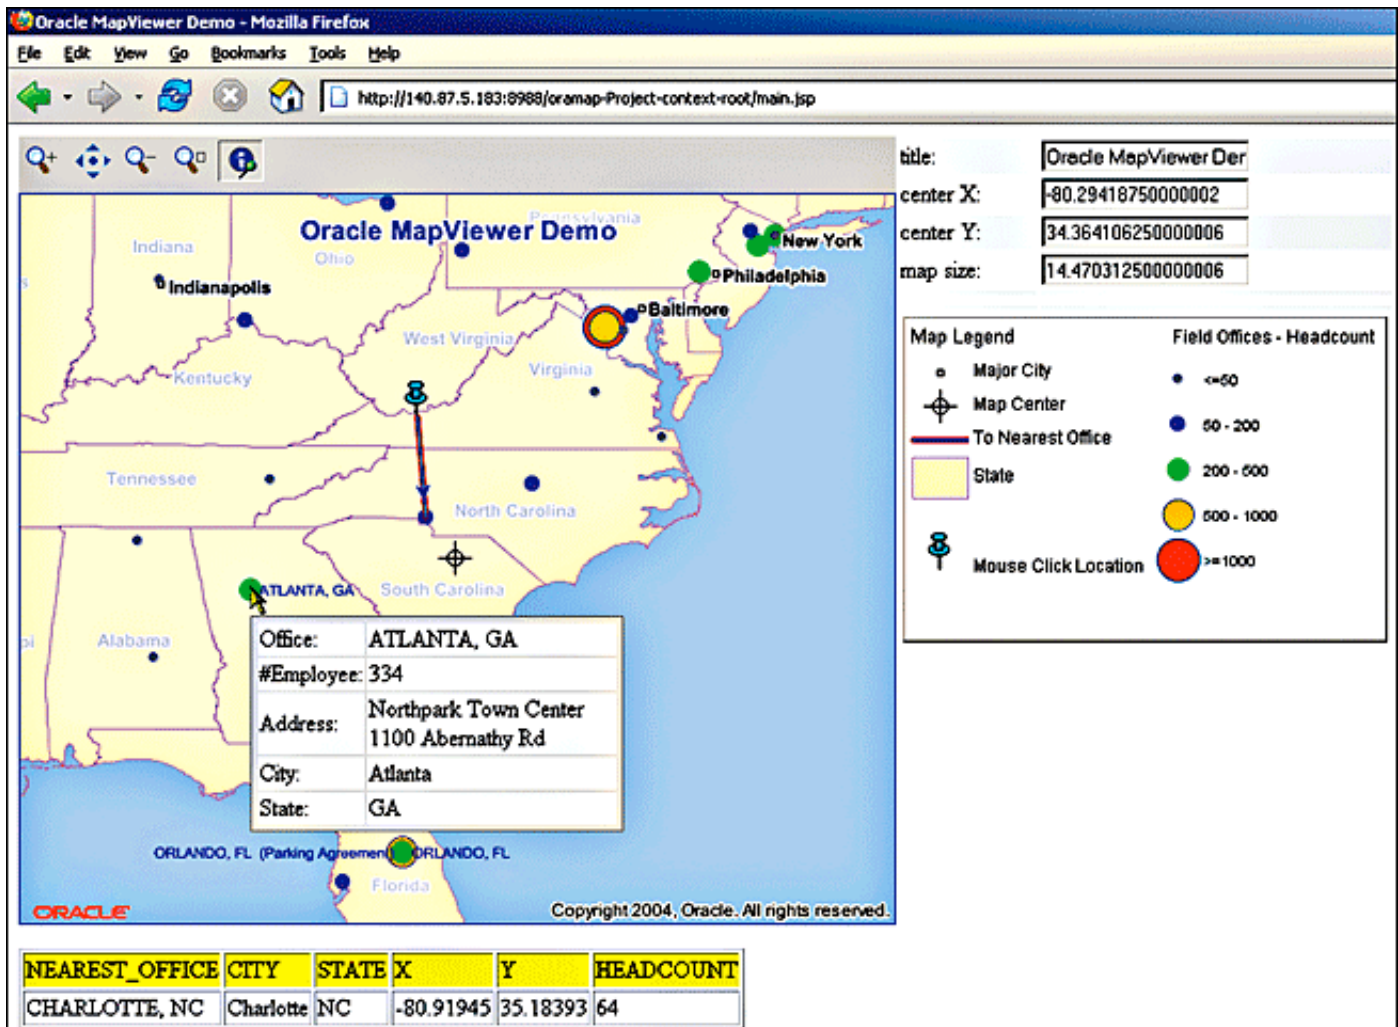 Oracle MapViewer Demo - Mozilla Firefox
File Edit View Go Bookmarks Tools Help
http://140.87.5.183:8988/oramap-Project-context-root/main.jsp
title: Oracle MapViewer Der
center X: -80.29418750000002
center Y: 34.364106250000006
map size: 14.470312500000006
Oracle MapViewer Demo
Pennsylvania
Indiana
Ohio
New York
Indianapolis
Philadelphia
Baltimore
West Virginia
Kentucky
Virginia
Tennessee
North Carolina
ATLANTA, GA
South Carolina
Alabama
pi
Office: ATLANTA, GA
#Employee: 334
Address: Northpark Town Center
1100 Abernathy Rd
City: Atlanta
State: GA
ORLANDO, FL (Parking Agreement) ORLANDO, FL
Florida
ORACLE
Copyright 2004, Oracle. All rights reserved.
Map Legend
Major City
Map Center
To Nearest Office
State
Mouse Click Location
Field Offices - Headcount
<=50
50 - 200
200 - 500
500 - 1000
>=1000
NEAREST_OFFICE CITY STATE X Y HEADCOUNT
CHARLOTTE, NC Charlotte NC -80.91945 35.18393 64